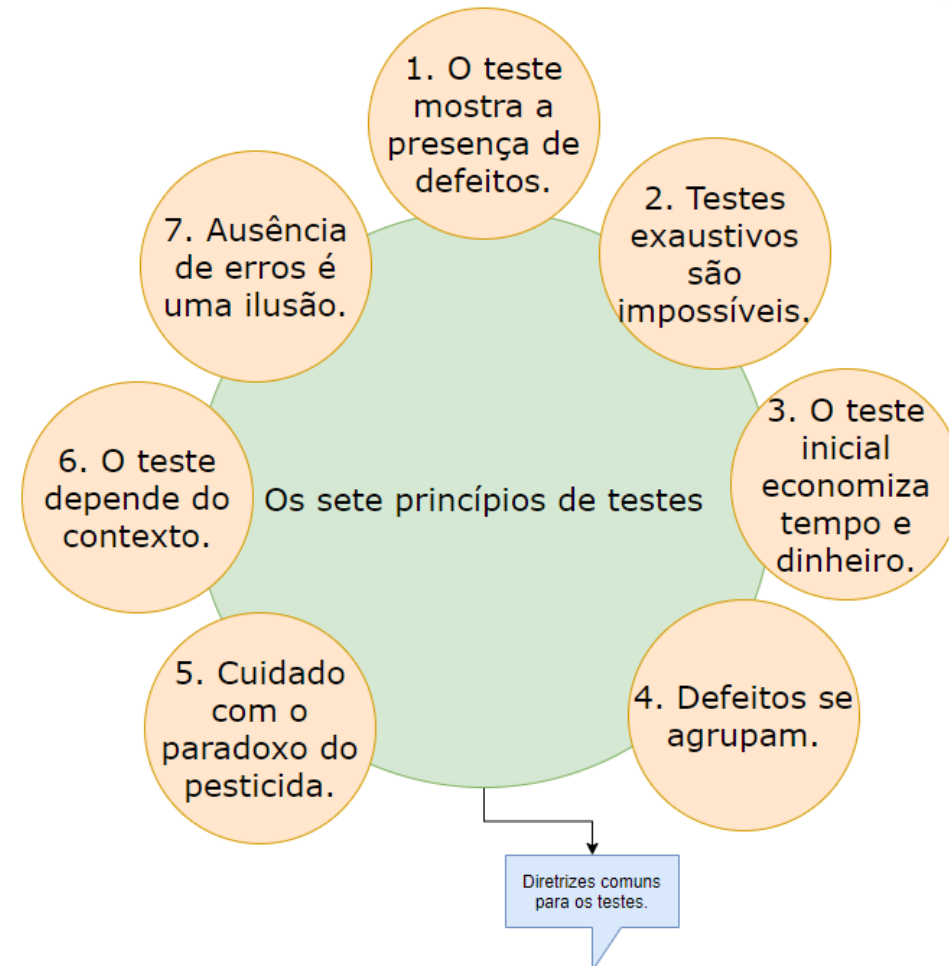 1. O teste
mostra a
presença de
defeitos.
2. Testes
exaustivos
são
impossíveis.
3. O teste
inicial
economiza
tempo e
dinheiro.
4. Defeitos se
agrupam.
5. Cuidado
com o
paradoxo do
pesticida.
6. O teste
depende do
contexto.
7. Ausência
de erros é
uma ilusão.
Os sete princípios de testes
Diretrizes comuns
para os testes.